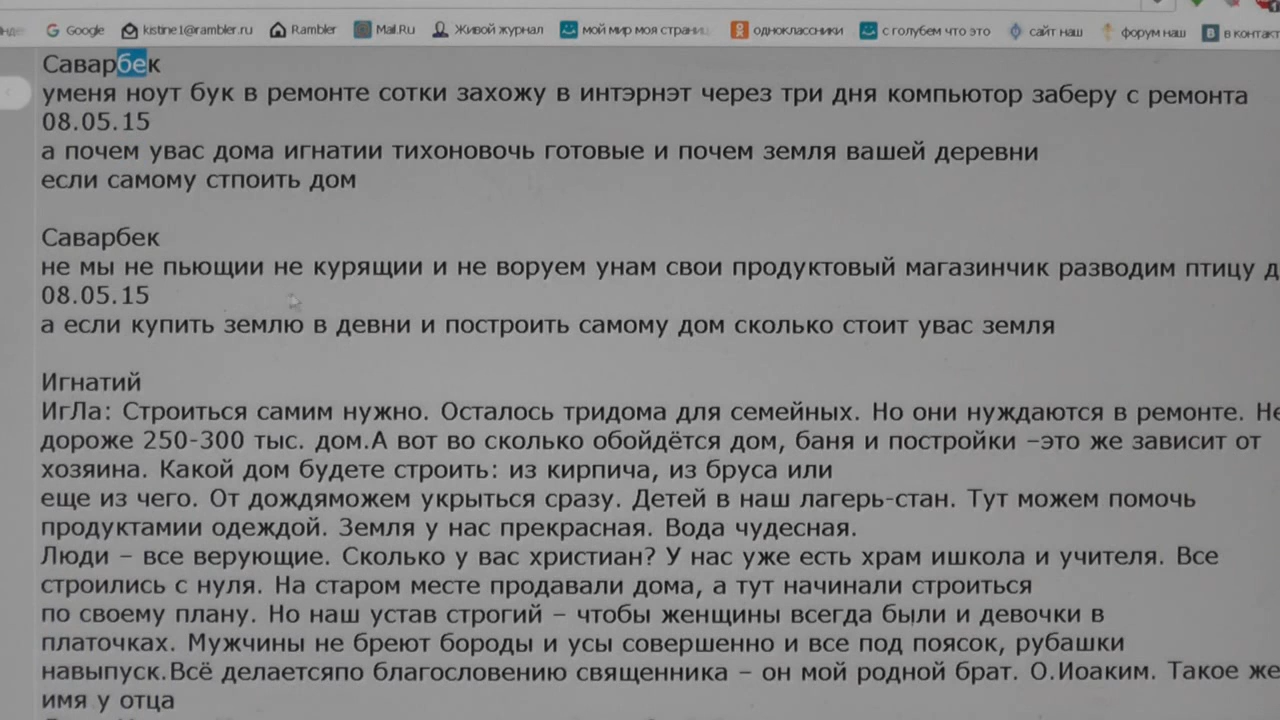 Google kistine1@rambler.ru Rambler Mail.Ru Живой журнал мой мир моя страни одноклассники с голубем что это сайт наш форум наш в контакт
Саварбек
уменя ноут бук в ремонте сотки захожу в интэрнэт через три дня компьютор заберу с ремонта
08.05.15
а почем увас дома игнатии тихоновочь готовые и почем земля вашей деревни
если самому стпоить дом
Саварбек
не мы не пьющии не курящии и не воруем унам свои продуктовый магазинчик разводим птицу д
08.05.15
а если купить землю в девни и построить самому дом сколько стоит увас земля
Игнатий
ИгЛа: Строиться самим нужно. Осталось тридома для семейных. Но они нуждаются в ремонте. Не
дороже 250-300 тыс. дом.А вот во сколько обойдётся дом, баня и постройки –это же зависит от
хозяина. Какой дом будете строить: из кирпича, из бруса или
еще из чего. От дождяможем укрыться сразу. Детей в наш лагерь-стан. Тут можем помочь
продуктамии одеждой. Земля у нас прекрасная. Вода чудесная.
Люди – все верующие. Сколько у вас христиан? У нас уже есть храм ишкола и учителя. Все
строились с нуля. На старом месте продавали дома, а тут начинали строиться
по своему плану. Но наш устав строгий – чтобы женщины всегда были и девочки в
платочках. Мужчины не бреют бороды и усы совершенно и все под поясок, рубашки
навыпуск.Всё делаетсяпо благословению священника – он мой родной брат. О.Иоаким. Такое же
имя у отца